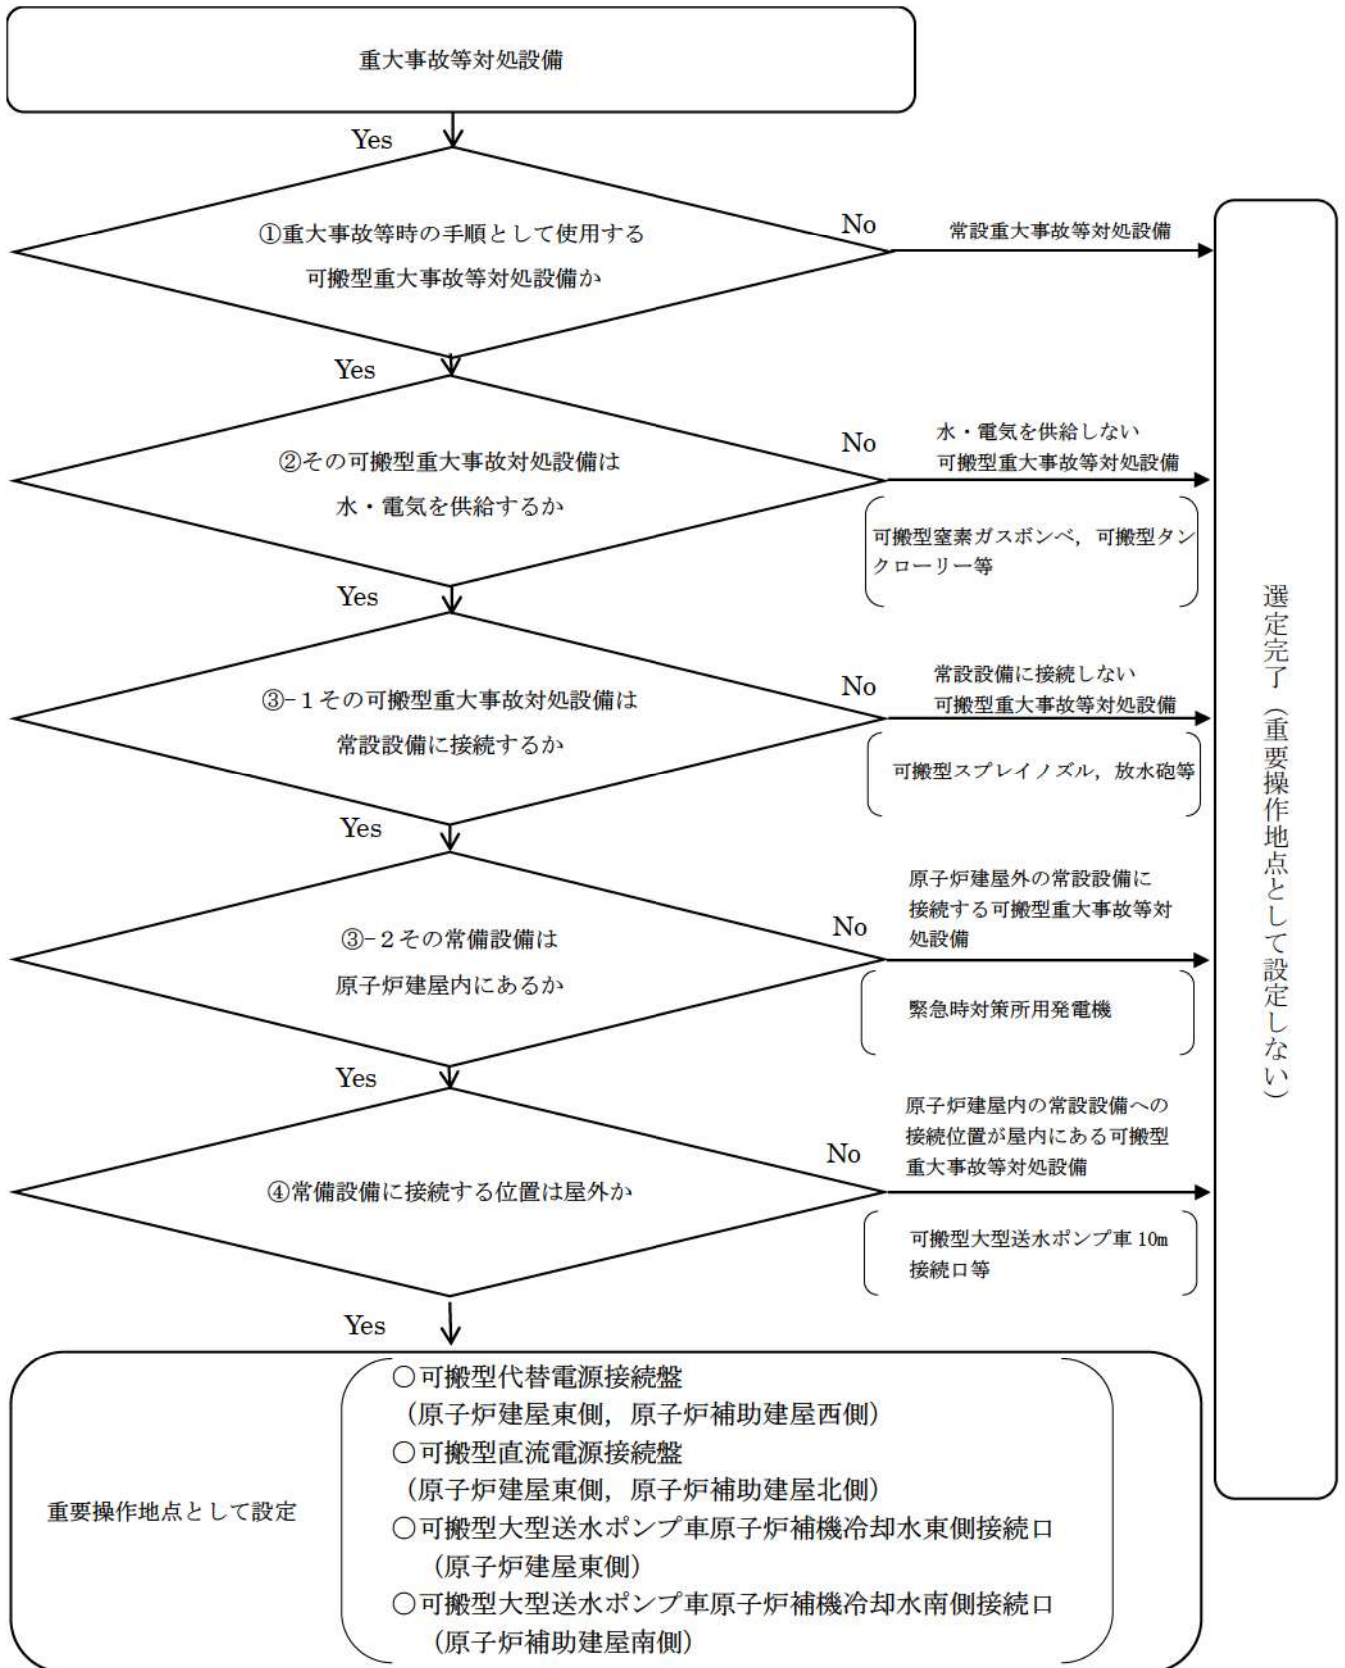 重大事故等対処設備
Yes
①重大事故等時の手順として使用する
可搬型重大事故等対処設備か
No
常設重大事故等対処設備
Yes
②その可搬型重大事故対処設備は
水・電気を供給するか
No
水・電気を供給しない
可搬型重大事故等対処設備
可搬型窒素ガスボンベ，可搬型タン
クローリー等
Yes
③-１その可搬型重大事故対処設備は
常設設備に接続するか
No
常設設備に接続しない
可搬型重大事故等対処設備
可搬型スプレイノズル，放水砲等
Yes
③-２その常備設備は
原子炉建屋内にあるか
No
原子炉建屋外の常設設備に
接続する可搬型重大事故等対
処設備
緊急時対策所用発電機
Yes
④常備設備に接続する位置は屋外か
No
原子炉建屋内の常設設備への
接続位置が屋内にある可搬型
重大事故等対処設備
可搬型大型送水ポンプ車 10m
接続口等
Yes
選定完了（重要操作地点として設定しない）
重要操作地点として設定
○可搬型代替電源接続盤
（原子炉建屋東側，原子炉補助建屋西側）
○可搬型直流電源接続盤
（原子炉建屋東側，原子炉補助建屋北側）
○可搬型大型送水ポンプ車原子炉補機冷却水東側接続口
（原子炉建屋東側）
○可搬型大型送水ポンプ車原子炉補機冷却水南側接続口
（原子炉補助建屋南側）